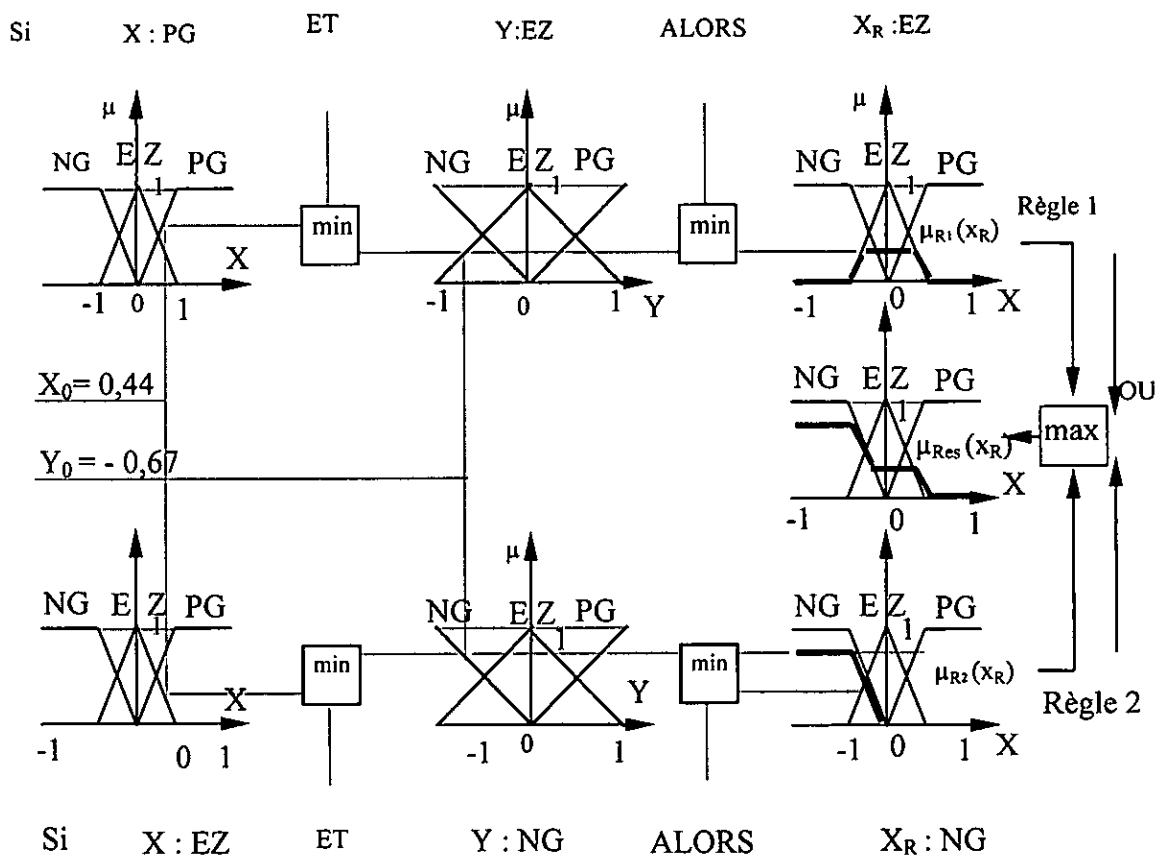 Si X : PG ET Y:EZ ALORS X_R :EZ
μ μ μ
NG E Z PG NG E Z PG NG E Z PG
1 1 1
min min
μ_R1(x_R) Règle 1
X Y X
-1 0 1 -1 0 1 -1 0 1
X_0= 0,44
Y_0= - 0,67
NG E Z PG
1
μ_Res(x_R) max OU
X
-1 0 1
μ
NG E Z PG NG E Z PG NG E Z PG
1 1 1
min min
μ_R2(x_R)
X Y X
Règle 2
-1 0 1 -1 0 1 -1 0 1
Si X : EZ ET Y : NG ALORS X_R : NG